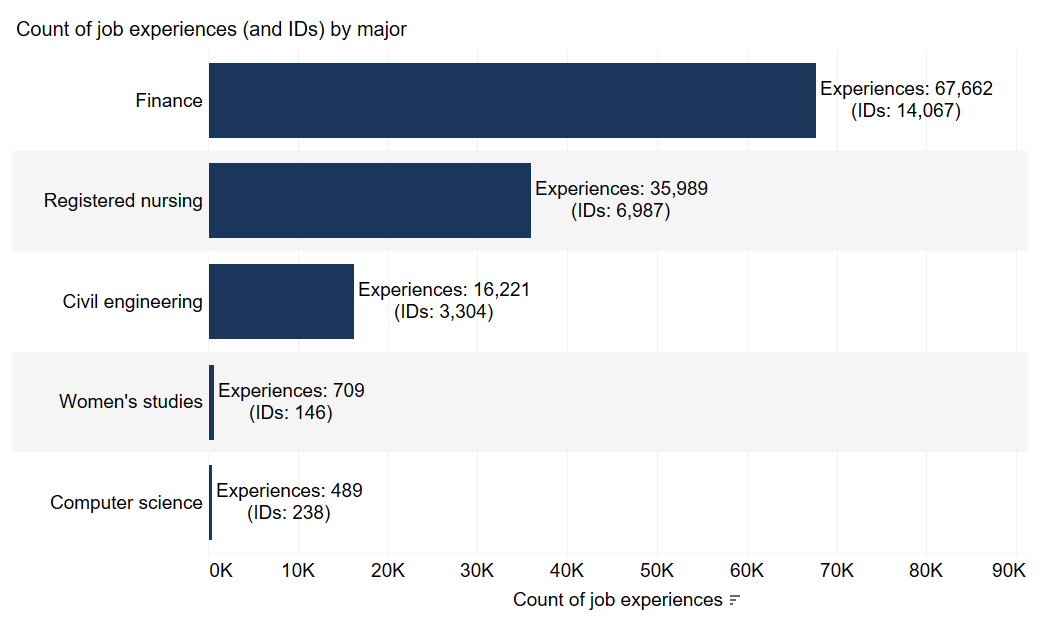 Count of job experiences (and IDs) by major
Finance
Experiences: 67,662
(IDs: 14,067)
Registered nursing
Experiences: 35,989
(IDs: 6,987)
Civil engineering
Experiences: 16,221
(IDs: 3,304)
Women's studies
Experiences: 709
(IDs: 146)
Computer science
Experiences: 489
(IDs: 238)
0K 10K 20K 30K 40K 50K 60K 70K 80K 90K
Count of job experiences